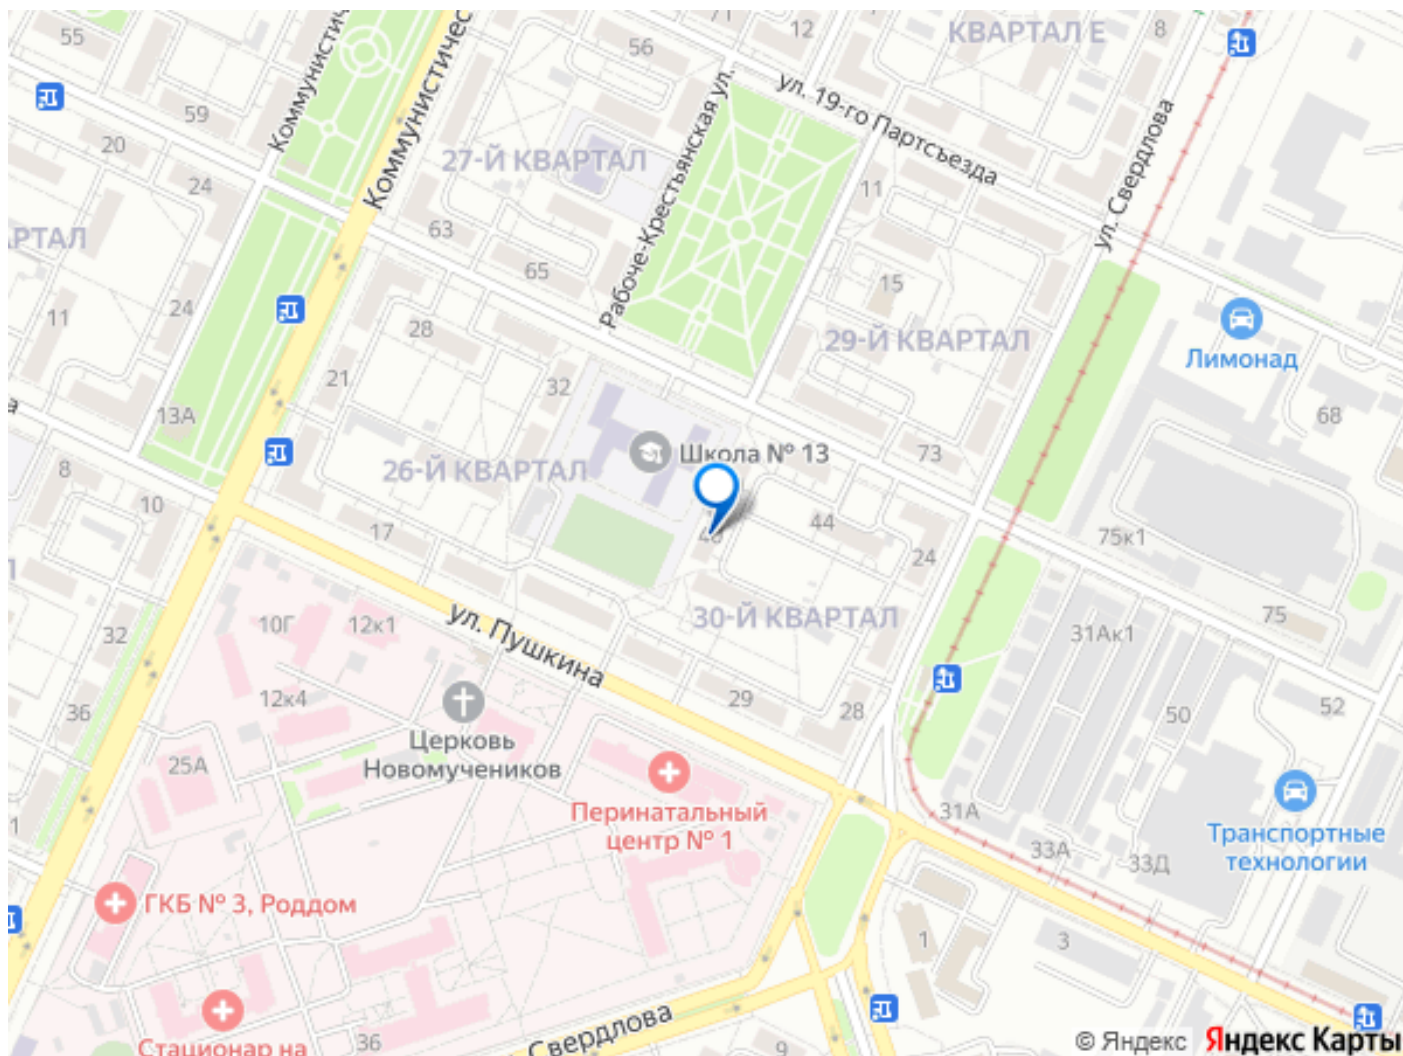 55
56
71
12
КВАРТАЛ Е
8
59
20
24
Коммунистичес
Коммунистичес
27-Й КВАРТАЛ
Рабоче-Крестьянская ул.
ул. 19-го Партсъезда
ул. Свердлова
11
АРТАЛ
63
65
15
29-Й КВАРТАЛ
Лимонад
11
24
28
21
32
13А
68
73
Школа № 13
26-Й КВАРТАЛ
8
10
17
44
24
75к1
30-Й КВАРТАЛ
ул. Пушкина
10Г
12к1
12к4
32
36
31Ак1
75
50
52
29
28
Церковь
Новомучеников
25А
Перинатальный
центр № 1
31А
33А
33Д
Транспортные
технологии
ГКБ № 3, Роддом
1
3
Стационар на
36
Свердлова
9
© Яндекс Яндекс Карты